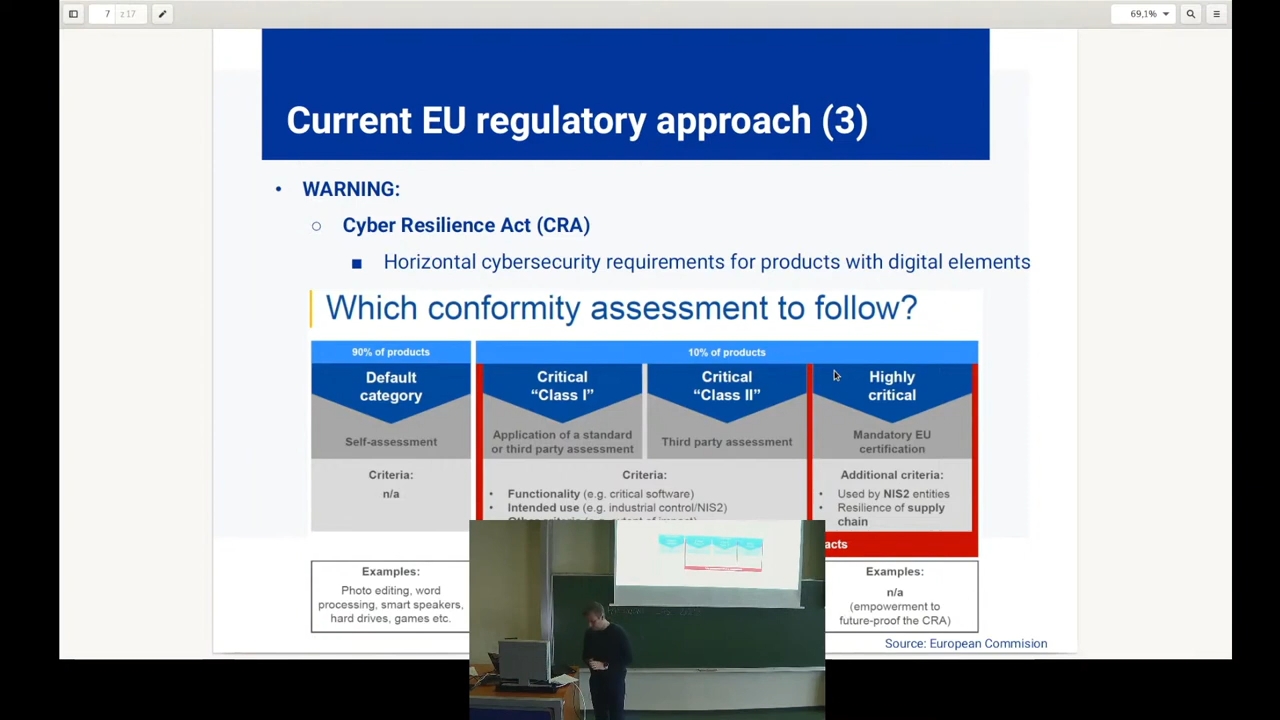 7 z 17
69,1%
Current EU regulatory approach (3)
• WARNING:
○ Cyber Resilience Act (CRA)
■ Horizontal cybersecurity requirements for products with digital elements
Which conformity assessment to follow?
90% of products
10% of products
Default
category
Critical
"Class I"
Critical
"Class II"
Highly
critical
Self-assessment
Application of a standard
or third party assessment
Third party assessment
Mandatory EU
certification
Criteria:
n/a
Criteria:
• Functionality (e.g. critical software)
• Intended use (e.g. industrial control/NIS2)
Additional criteria:
• Used by NIS2 entities
• Resilience of supply
chain
Examples:
Photo editing, word
processing, smart speakers,
hard drives, games etc.
Examples:
n/a
(empowerment to
future-proof the CRA)
Source: European Commision